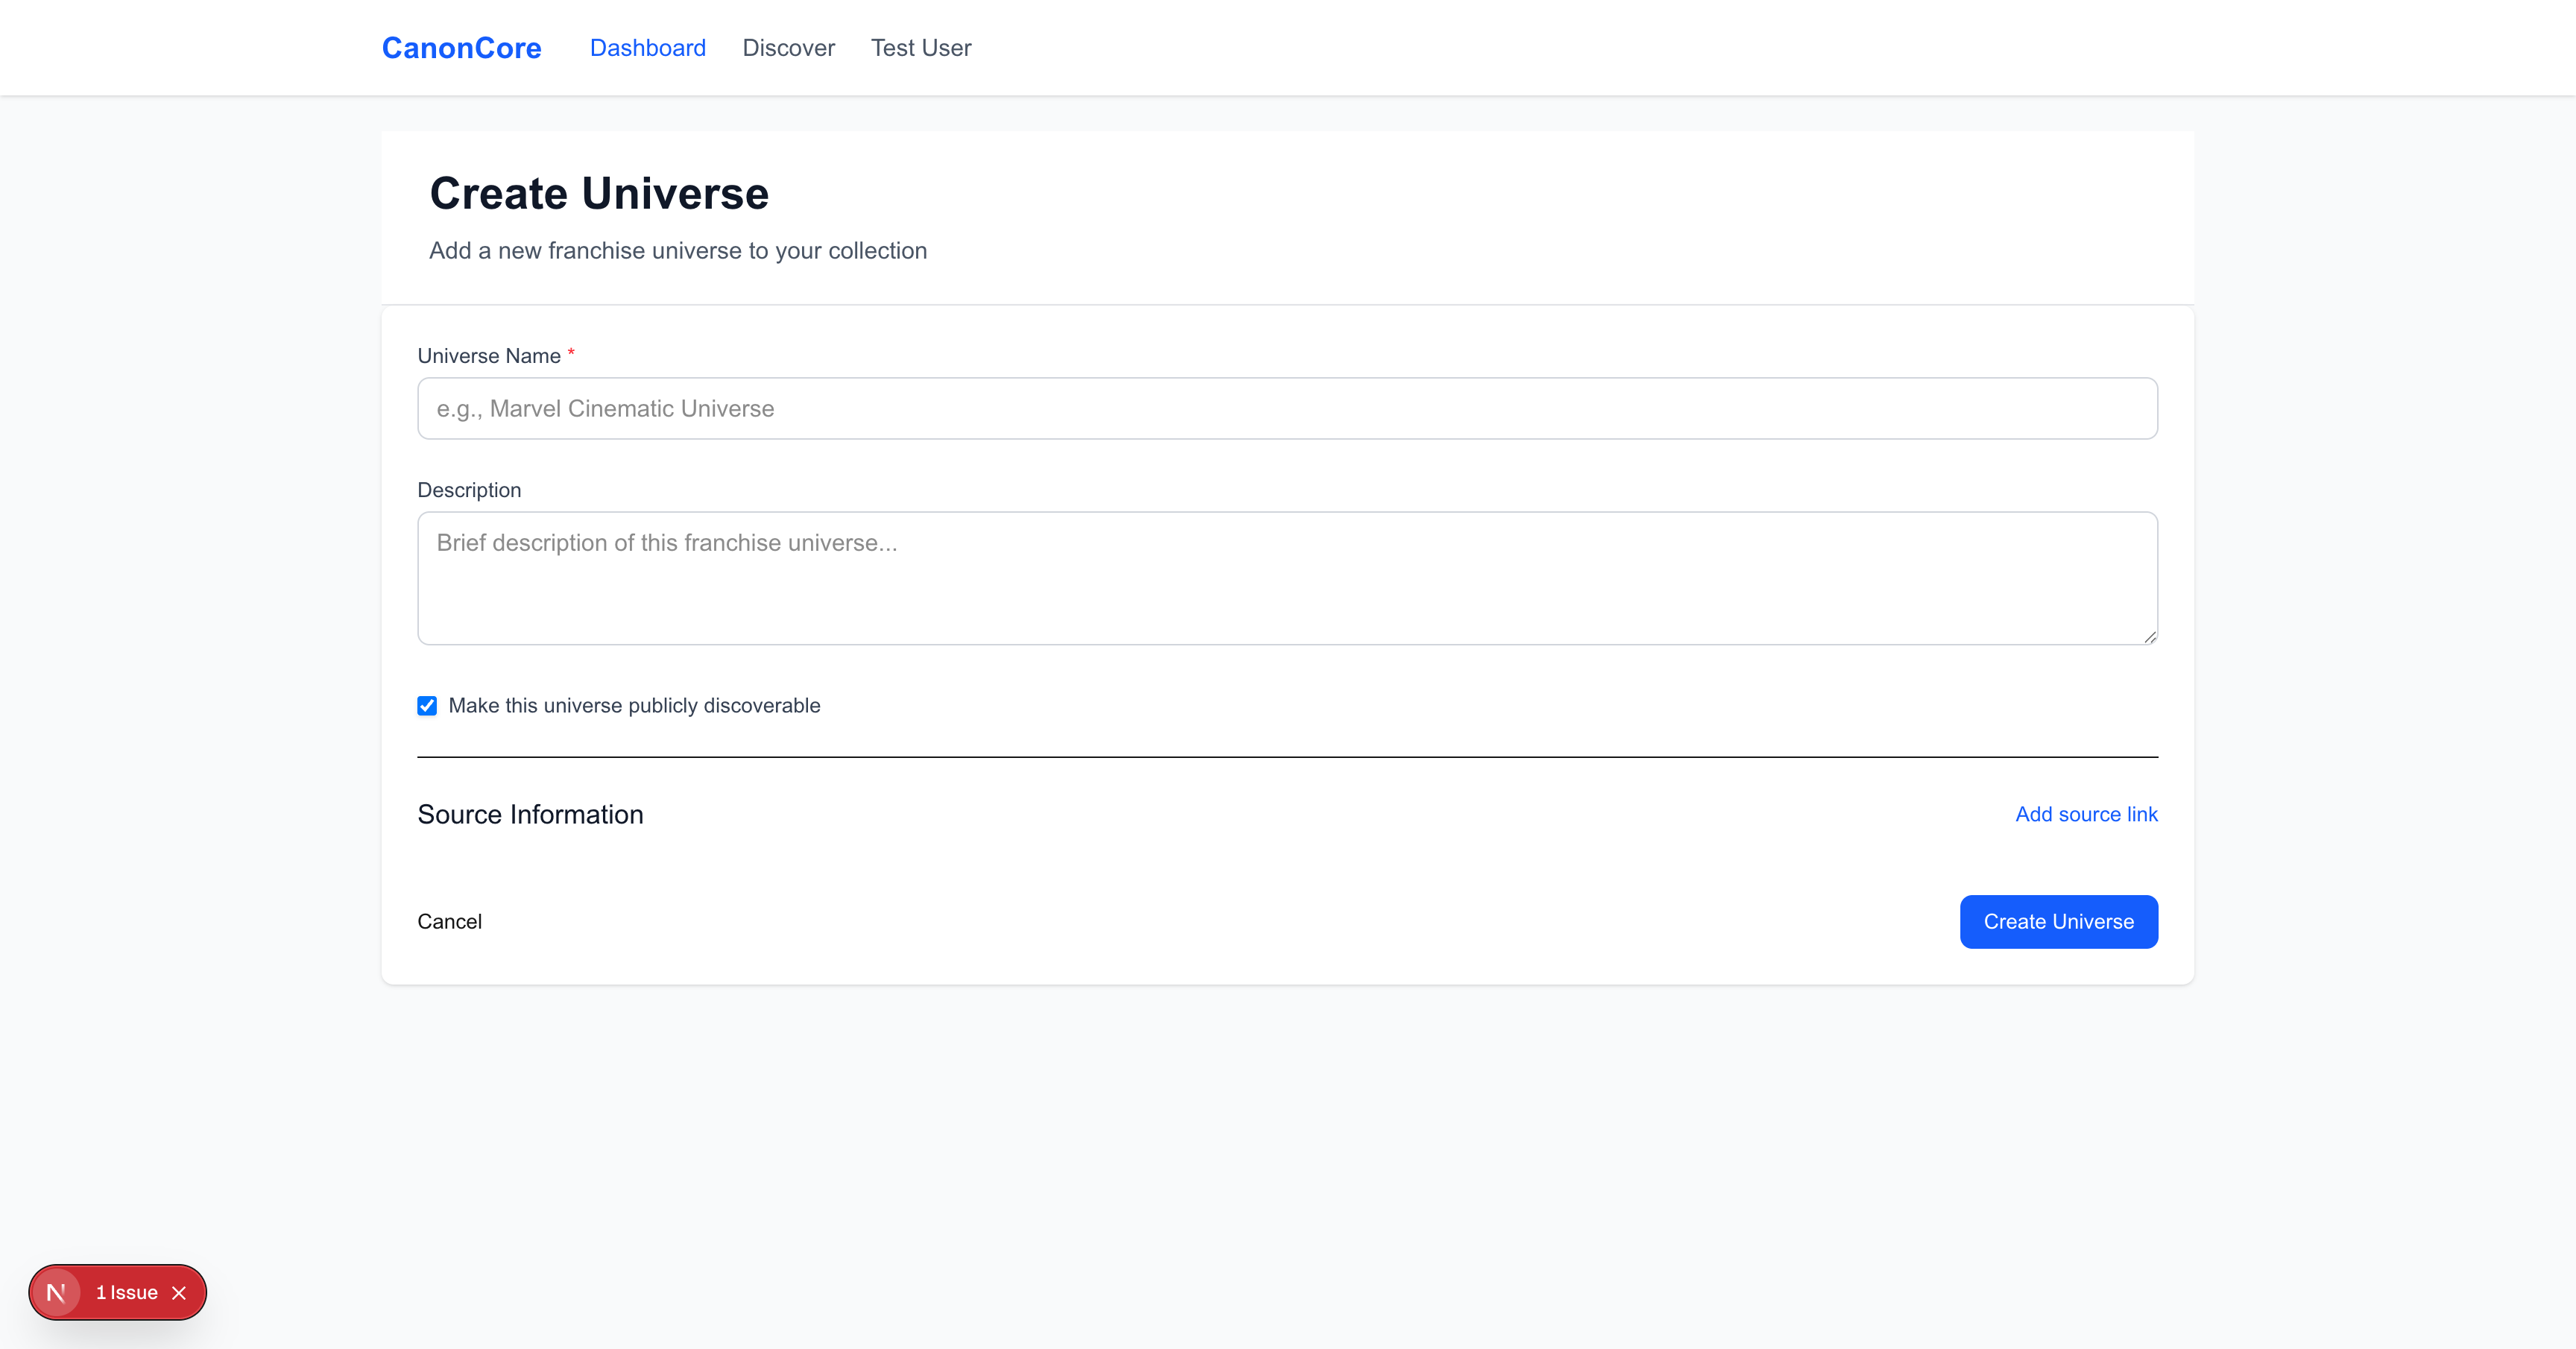 CanonCore Dashboard Discover Test User
Create Universe
Add a new franchise universe to your collection
Universe Name *
e.g., Marvel Cinematic Universe
Description
Brief description of this franchise universe...
Make this universe publicly discoverable
Source Information Add source link
Cancel Create Universe
N 1 Issue